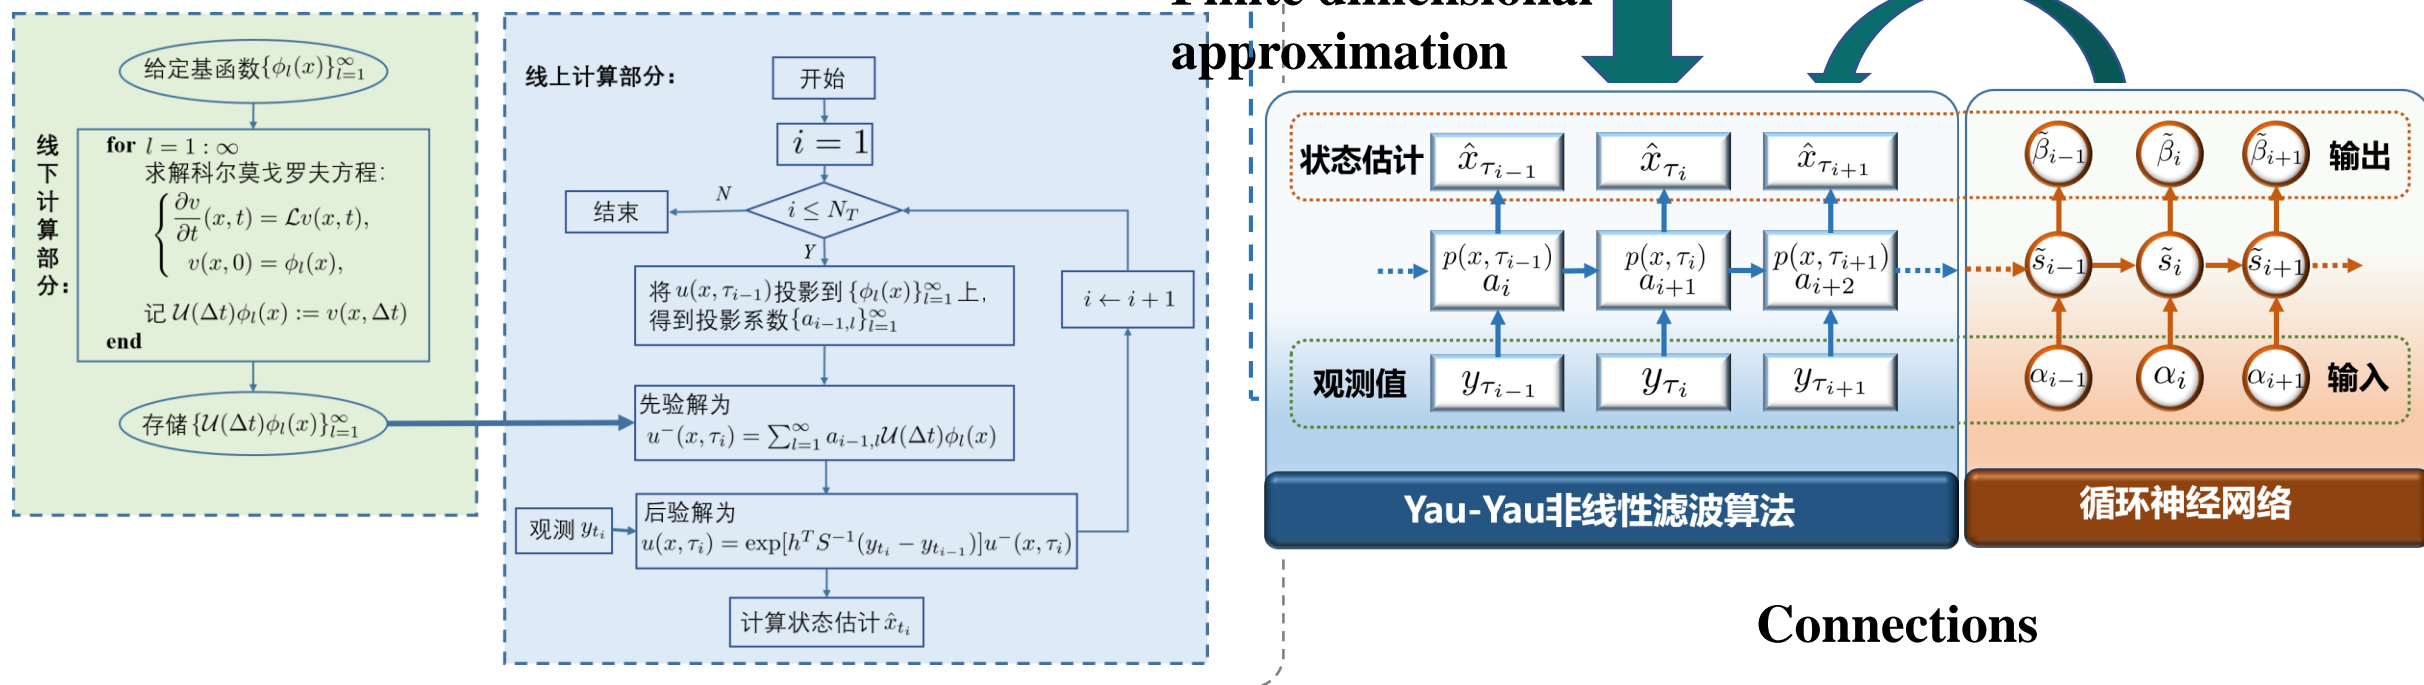 线下计算部分：
给定基函数{ϕ_l(x)}_{l=1}^∞
for l = 1 : ∞
求解科尔莫戈罗夫方程:
{ ∂v/∂t (x, t) = ℒv(x, t),
v(x, 0) = ϕ_l(x),
记 𝒰(Δt)ϕ_l(x) := v(x, Δt)
end
存储{𝒰(Δt)ϕ_l(x)}_{l=1}^∞
线上计算部分：
开始
i = 1
i ≤ N_T
N
Y
结束
将 u(x, τ_{i−1})投影到 {ϕ_l(x)}_{l=1}^∞ 上,
得到投影系数{a_{i−1,l}}_{l=1}^∞
i ← i + 1
先验解为
u^−(x, τ_i) = ∑_{l=1}^∞ a_{i−1,l}𝒰(Δt)ϕ_l(x)
观测 y_{t_i}
后验解为
u(x, τ_i) = exp[h^T S^{−1}(y_{t_i} − y_{t_{i−1}})]u^−(x, τ_i)
计算状态估计 x̂_{t_i}
Finite dimensional
approximation
状态估计 x̂_{τ_{i−1}} x̂_{τ_i} x̂_{τ_{i+1}}
p(x, τ_{i−1}) p(x, τ_i) p(x, τ_{i+1})
a_i a_{i+1} a_{i+2}
观测值 y_{τ_{i−1}} y_{τ_i} y_{τ_{i+1}}
Yau-Yau非线性滤波算法
β̃_{i−1} β̃_i β̃_{i+1} 输出
s̃_{i−1} s̃_i s̃_{i+1}
α_{i−1} α_i α_{i+1} 输入
循环神经网络
Connections